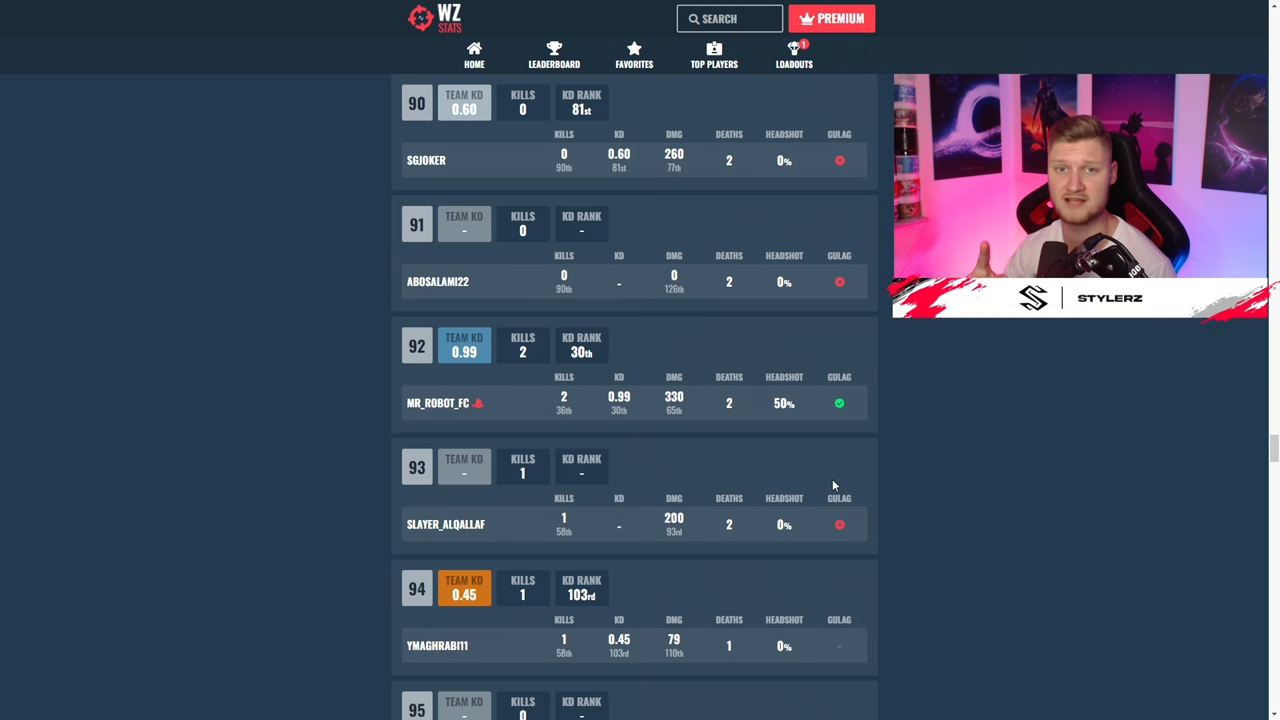 WZ
STATS
SEARCH
PREMIUM
HOME
LEADERBOARD
FAVORITES
TOP PLAYERS
1
LOADOUTS
90
TEAM KD
0.60
KILLS
0
KD RANK
81st
KILLS KD DMG DEATHS HEADSHOT GULAG
SGJOKER 0 0.60 260 2 0%
90th 81st 77th
91
TEAM KD
-
KILLS
0
KD RANK
-
KILLS KD DMG DEATHS HEADSHOT GULAG
ABOSALAMI22 0 - 0 2 0%
90th 126th
92
TEAM KD
0.99
KILLS
2
KD RANK
30th
KILLS KD DMG DEATHS HEADSHOT GULAG
MR_ROBOT_FC 2 0.99 330 2 50%
36th 30th 65th
93
TEAM KD
-
KILLS
1
KD RANK
-
KILLS KD DMG DEATHS HEADSHOT GULAG
SLAYER_ALQALLAF 1 - 200 2 0%
58th 93rd
94
TEAM KD
0.45
KILLS
1
KD RANK
103rd
KILLS KD DMG DEATHS HEADSHOT GULAG
YMAGHRABI11 1 0.45 79 1 0% -
58th 103rd 110th
95
TEAM KD
-
KILLS
0
KD RANK
-
STYLERZ